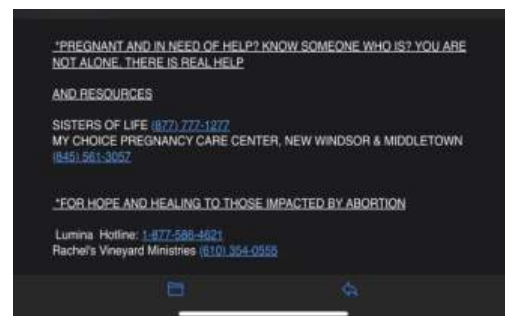 *PREGNANT AND IN NEED OF HELP? KNOW SOMEONE WHO IS? YOU ARE
NOT ALONE. THERE IS REAL HELP
AND RESOURCES
SISTERS OF LIFE (877) 777-1277
MY CHOICE PREGNANCY CARE CENTER, NEW WINDSOR & MIDDLETOWN
(845) 561-3057
*FOR HOPE AND HEALING TO THOSE IMPACTED BY ABORTION
Lumina Hotline: 1-877-586-4621
Rachel's Vineyard Ministries (610) 354-0555